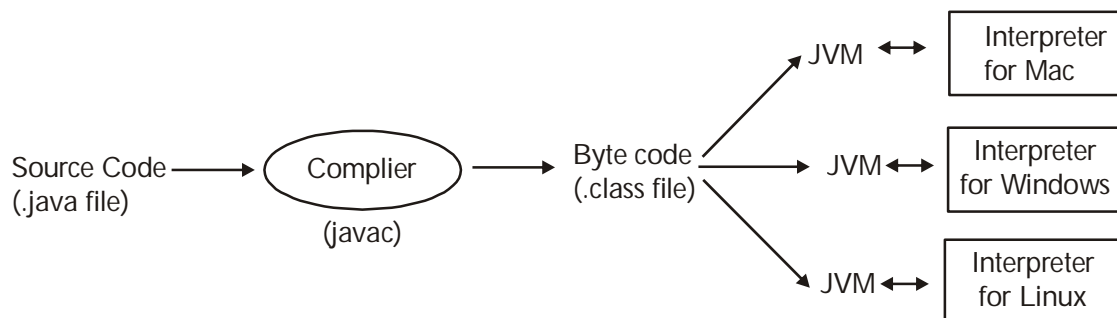 Source Code
(.java file)
Complier
(javac)
Byte code
(.class file)
JVM
Interpreter
for Mac
JVM
Interpreter
for Windows
JVM
Interpreter
for Linux